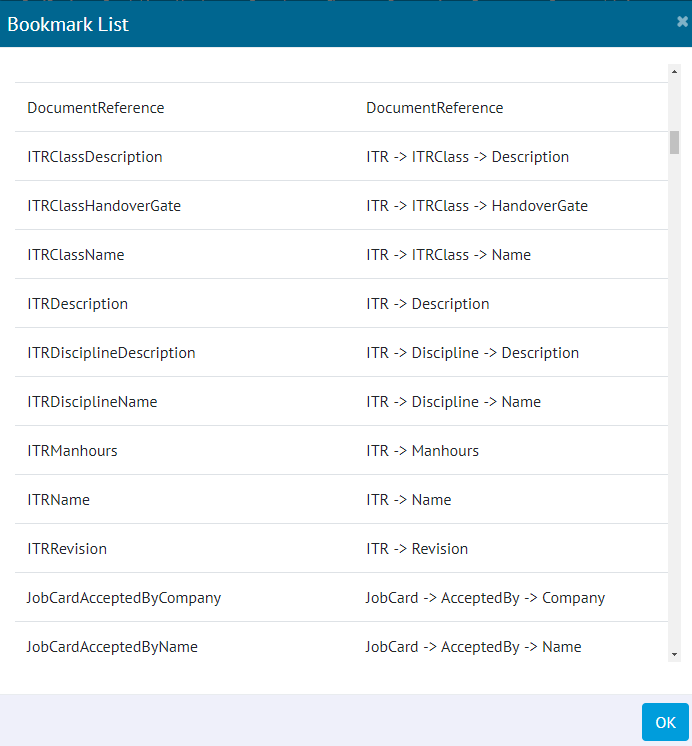 Bookmark List
DocumentReference DocumentReference
ITRClassDescription ITR -> ITRClass -> Description
ITRClassHandoverGate ITR -> ITRClass -> HandoverGate
ITRClassName ITR -> ITRClass -> Name
ITRDescription ITR -> Description
ITRDisciplineDescription ITR -> Discipline -> Description
ITRDisciplineName ITR -> Discipline -> Name
ITRManhours ITR -> Manhours
ITRName ITR -> Name
ITRRevision ITR -> Revision
JobCardAcceptedByCompany JobCard -> AcceptedBy -> Company
JobCardAcceptedByName JobCard -> AcceptedBy -> Name
OK